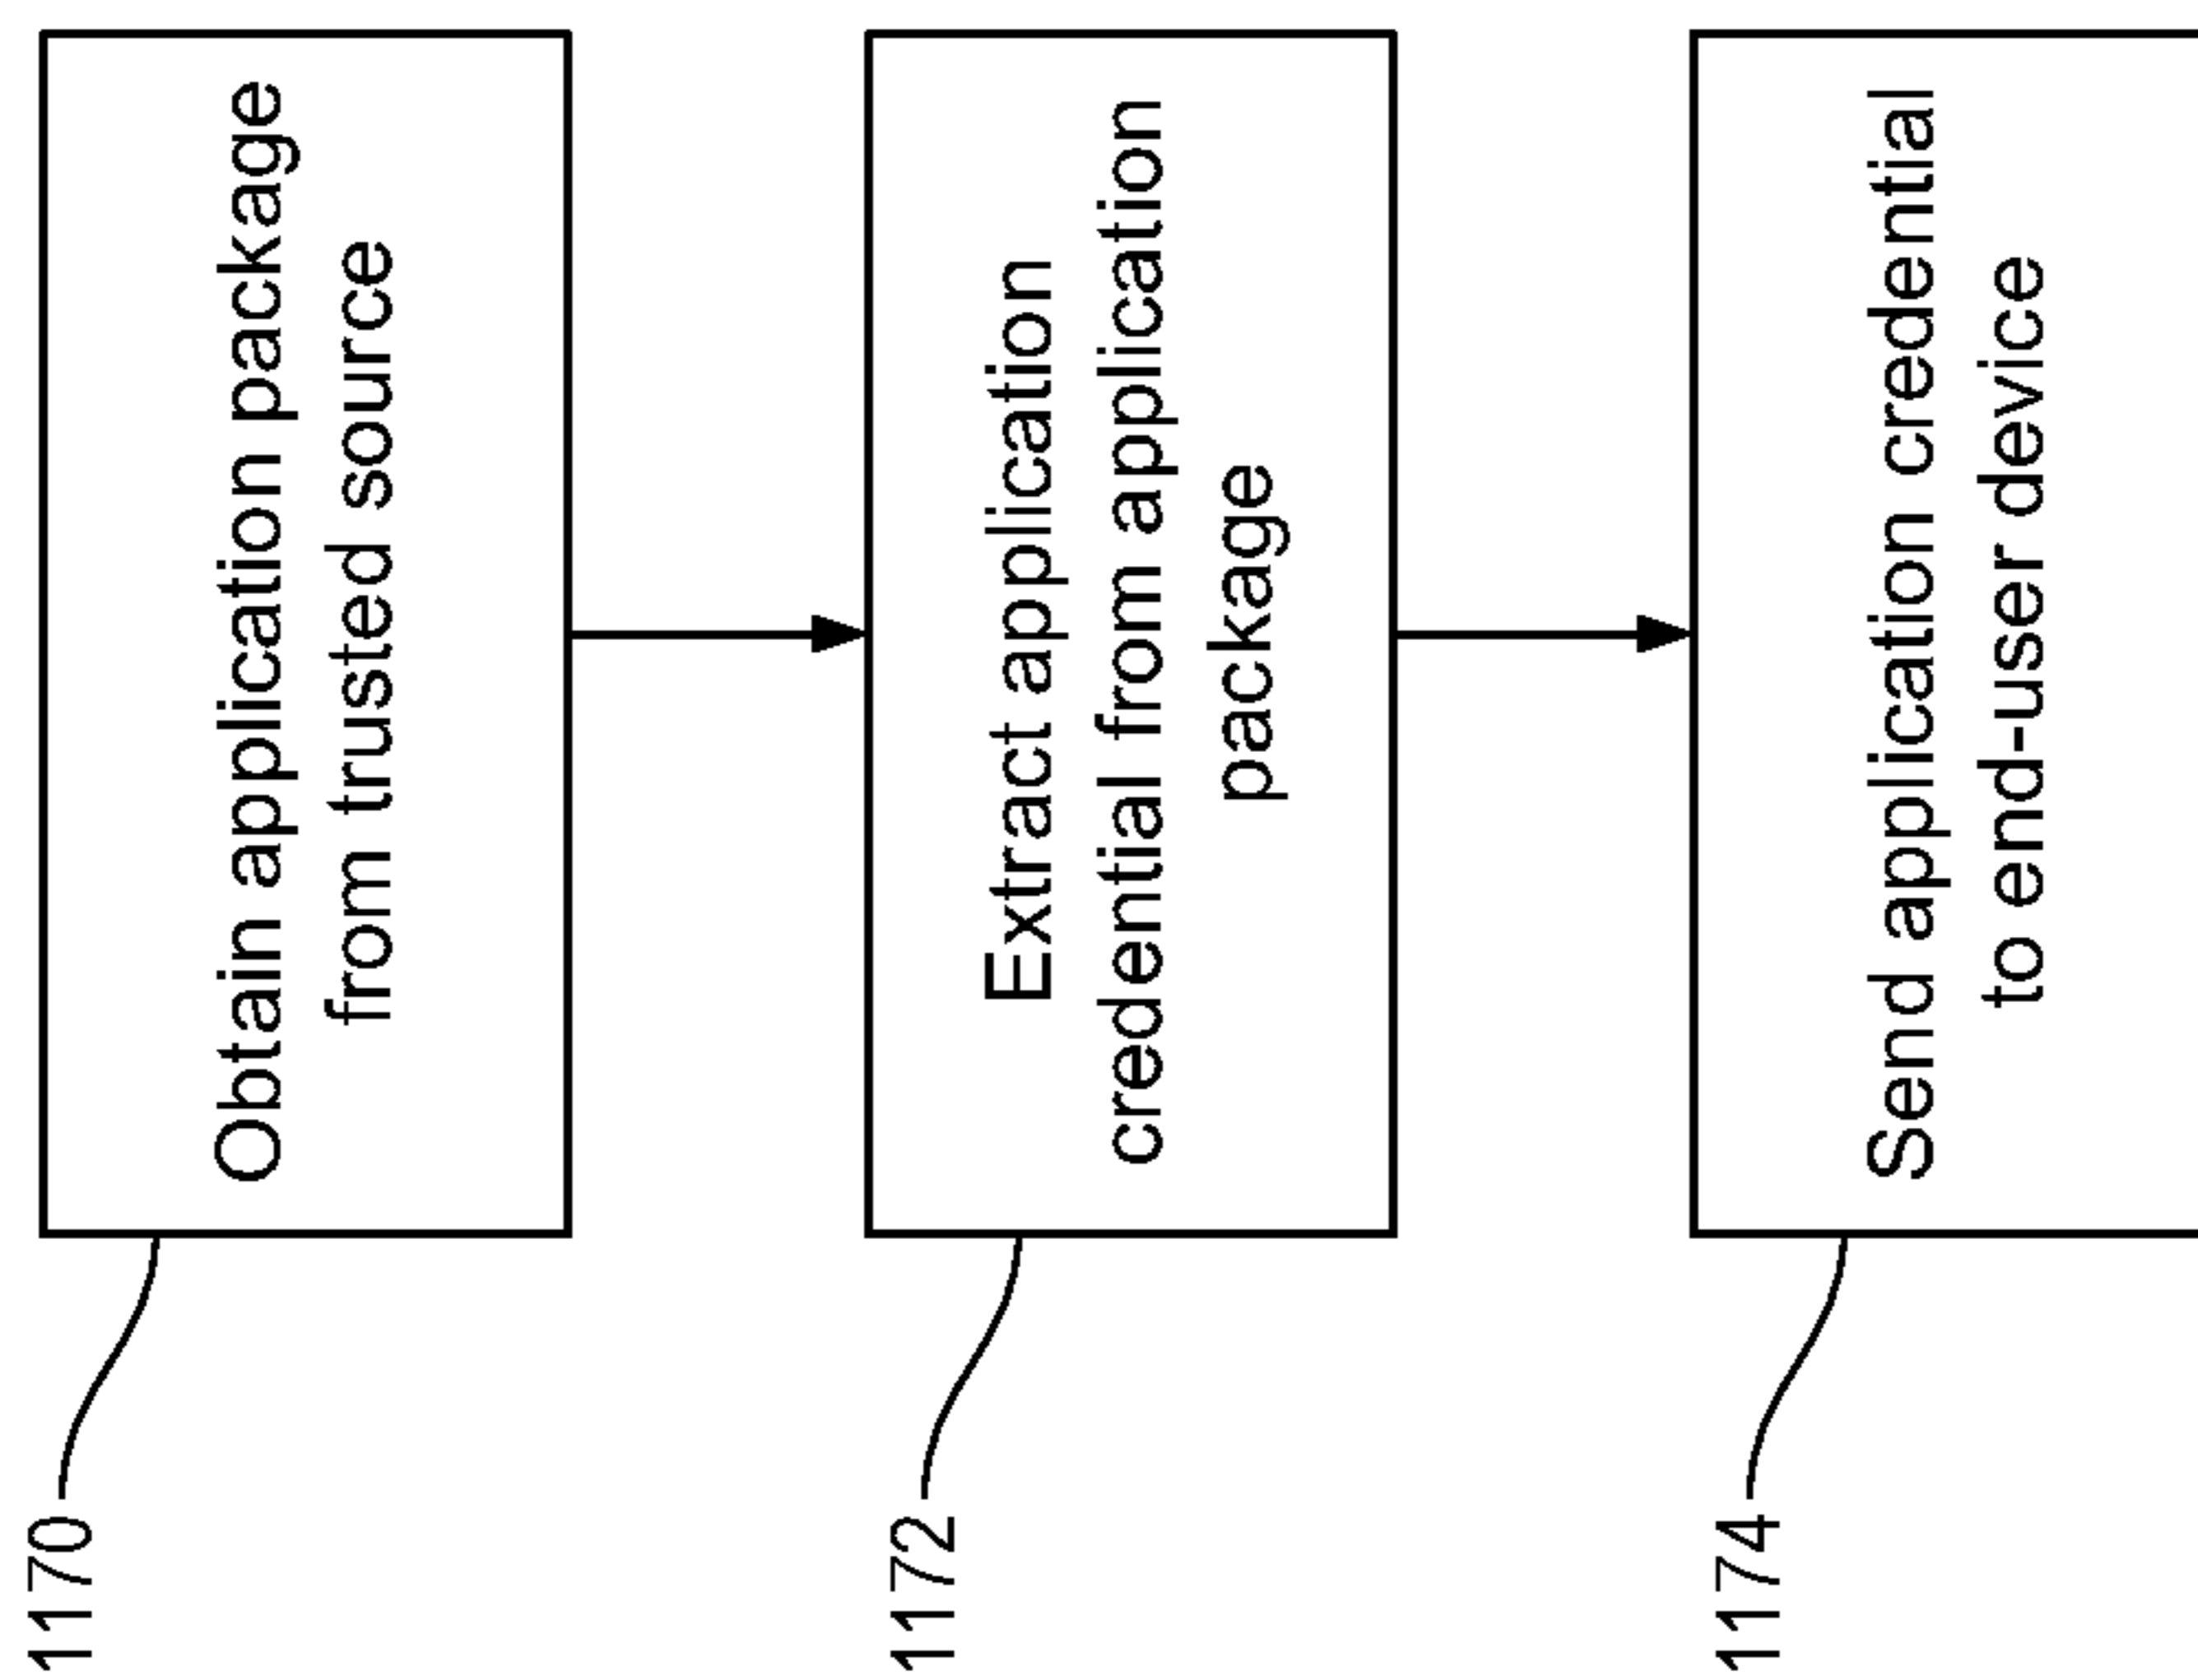 1170
Obtain application package
from trusted source
1172
Extract application
credential from application
package
1174
Send application credential
to end-user device